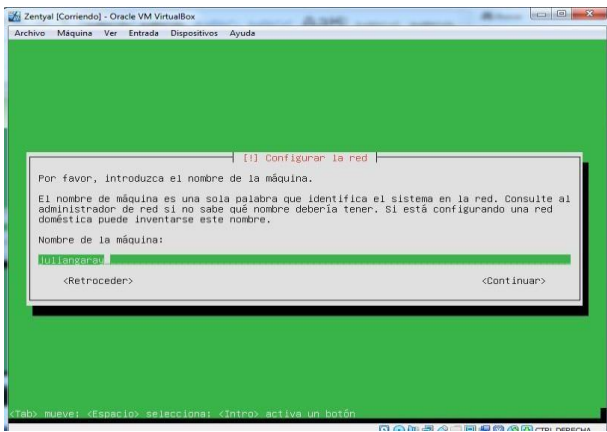 Zentyal [Corriendo] - Oracle VM VirtualBox
Archivo Máquina Ver Entrada Dispositivos Ayuda
[!] Configurar la red
Por favor, introduzca el nombre de la máquina.
El nombre de máquina es una sola palabra que identifica el sistema en la red. Consulte al
administrador de red si no sabe qué nombre debería tener. Si está configurando una red
doméstica puede inventarse este nombre.
Nombre de la máquina:
juliangaray
<Retroceder> <Continuar>
<Tab> mueve; <Espacio> selecciona; <Intro> activa un botón
CTRL DERECHA